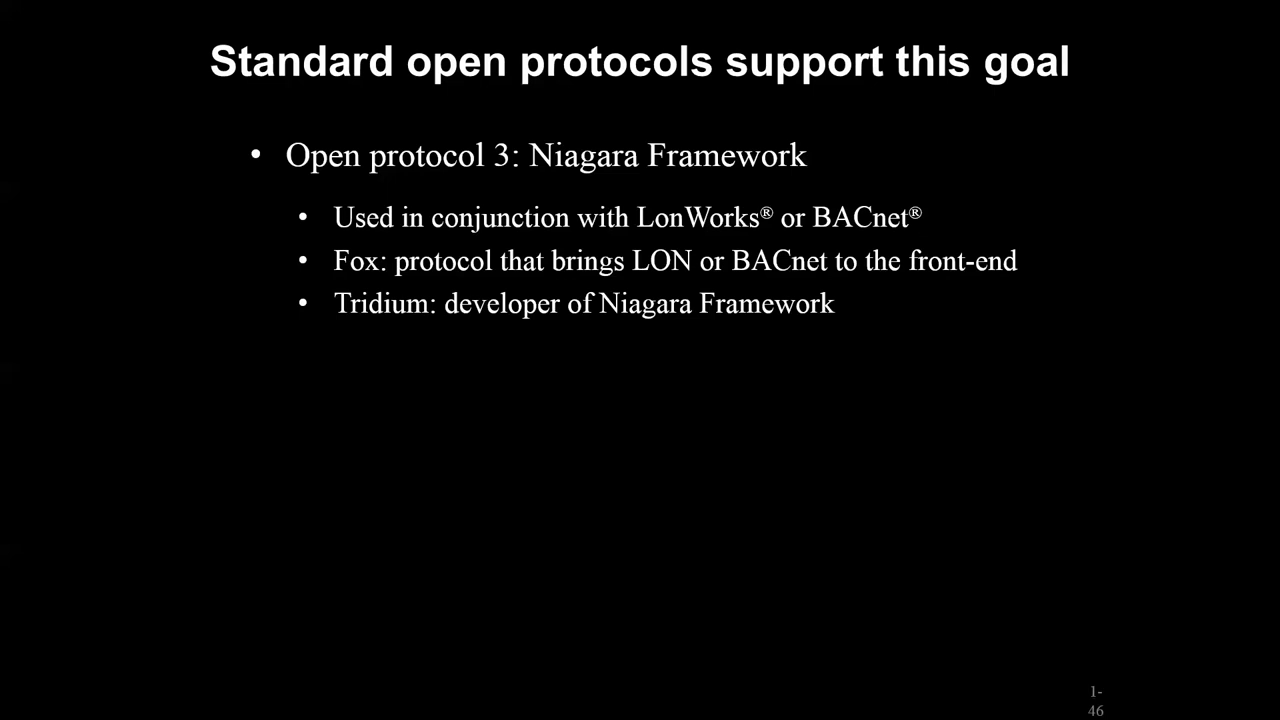 Standard open protocols support this goal
• Open protocol 3: Niagara Framework
• Used in conjunction with LonWorks® or BACnet®
• Fox: protocol that brings LON or BACnet to the front-end
• Tridium: developer of Niagara Framework
1-
46